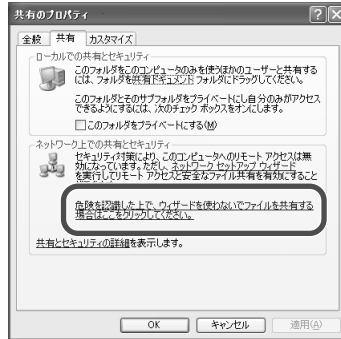 共有のプロパティ
全般 共有 カスタマイズ
ローカルでの共有とセキュリティ
このフォルダをこのコンピュータのみを使うほかのユーザーと共有する
には、フォルダを共有ドキュメント フォルダにドラッグしてください。
このフォルダとそのサブフォルダをプライベートにし自分のみがアクセス
できるようにするには、次のチェック ボックスをオンにします。
このフォルダをプライベートにする(M)
ネットワーク上での共有とセキュリティ
セキュリティ対策により、このコンピュータへのリモート アクセスは無
効になっています。ただし、ネットワーク セットアップ ウィザード
を実行してリモート アクセスと安全なファイル共有を有効にすること
危険を認識した上で、ウィザードを使わないでファイルを共有する
場合はここをクリックしてください。
共有とセキュリティの詳細を表示します。
OK キャンセル 適用(A)